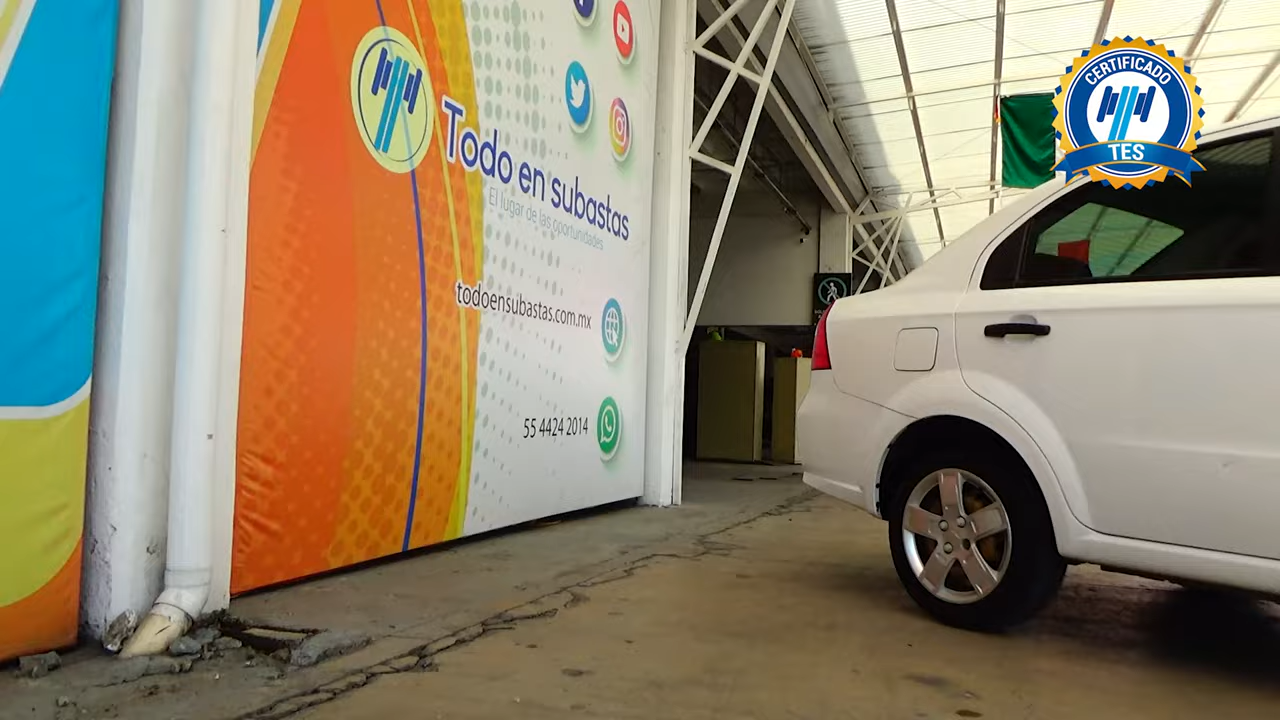 Todo en subastas
El lugar de las oportunidades
todoensubastas.com.mx
55 4424 2014
CERTIFICADO
TES